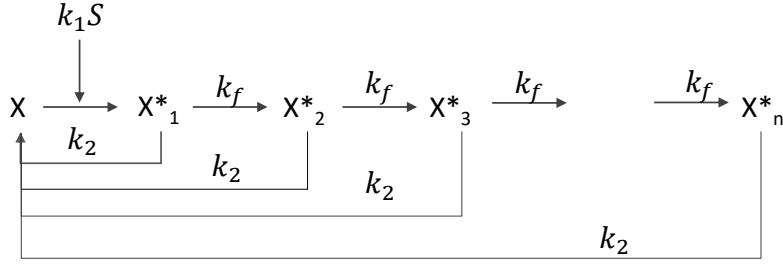 k₁S
X X*₁ k_f X*₂ k_f X*₃ k_f k_f X*ₙ
k₂
k₂
k₂
k₂